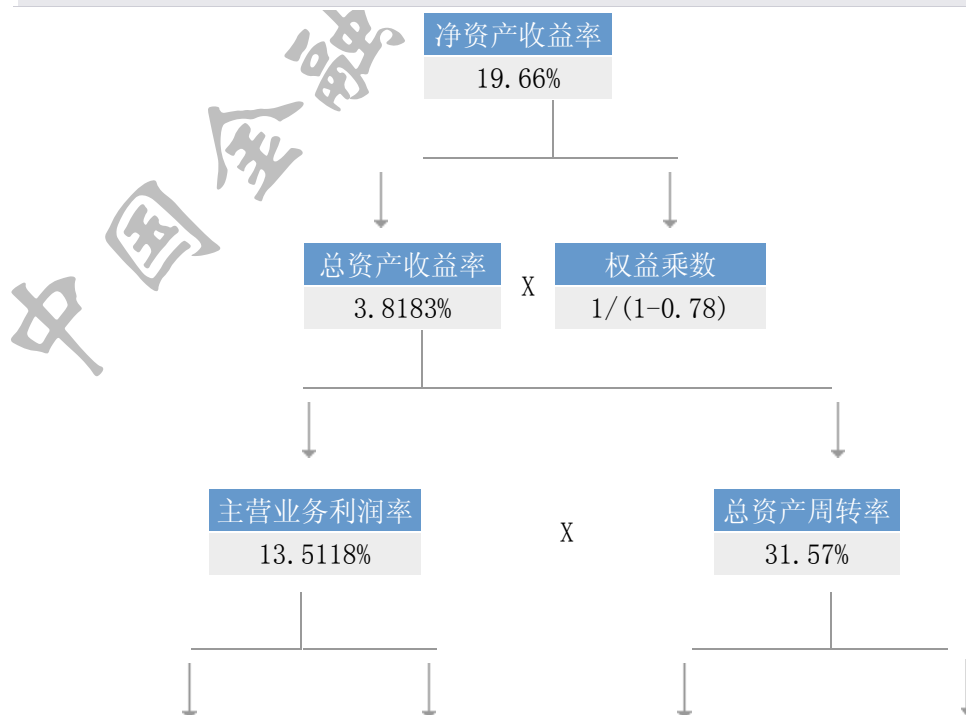 净资产收益率
19.66%
总资产收益率
X
权益乘数
3.8183%
1/(1-0.78)
主营业务利润率
X
总资产周转率
13.5118%
31.57%
中国金融